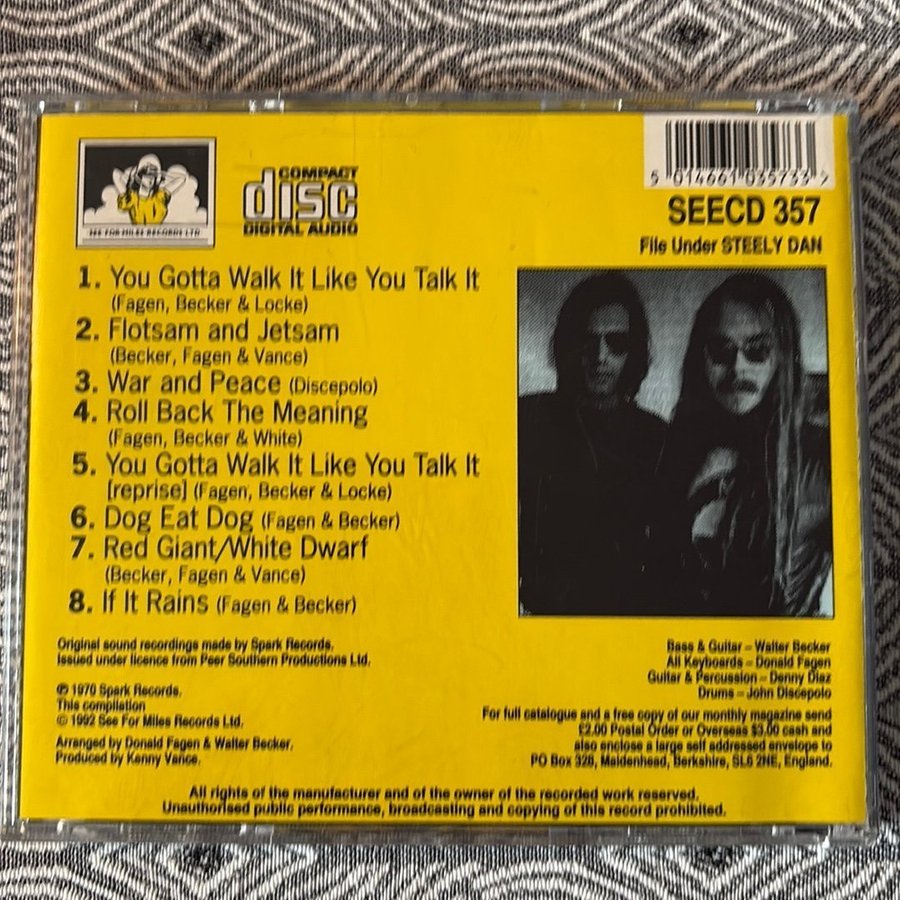 SEE FOR MILES RECORDS LTD
COMPACT
disc
DIGITAL AUDIO
5 014661 035733
SEECD 357
File Under STEELY DAN
1. You Gotta Walk It Like You Talk It
(Fagen, Becker & Locke)
2. Flotsam and Jetsam
(Becker, Fagen & Vance)
3. War and Peace (Discepolo)
4. Roll Back The Meaning
(Fagen, Becker & White)
5. You Gotta Walk It Like You Talk It
[reprise] (Fagen, Becker & Locke)
6. Dog Eat Dog (Fagen & Becker)
7. Red Giant/White Dwarf
(Becker, Fagen & Vance)
8. If It Rains (Fagen & Becker)
Original sound recordings made by Spark Records.
Issued under licence from Peer Southern Productions Ltd.
℗ 1970 Spark Records.
This compilation
© 1992 See For Miles Records Ltd.
Arranged by Donald Fagen & Walter Becker.
Produced by Kenny Vance.
Bass & Guitar – Walter Becker
All Keyboards – Donald Fagen
Guitar & Percussion – Denny Diaz
Drums – John Discepolo
For full catalogue and a free copy of our monthly magazine send
£2.00 Postal Order or Overseas $3.00 cash and
also enclose a large self addressed envelope to
PO Box 328, Maidenhead, Berkshire, SL6 2NE, England.
All rights of the manufacturer and of the owner of the recorded work reserved.
Unauthorised public performance, broadcasting and copying of this record prohibited.